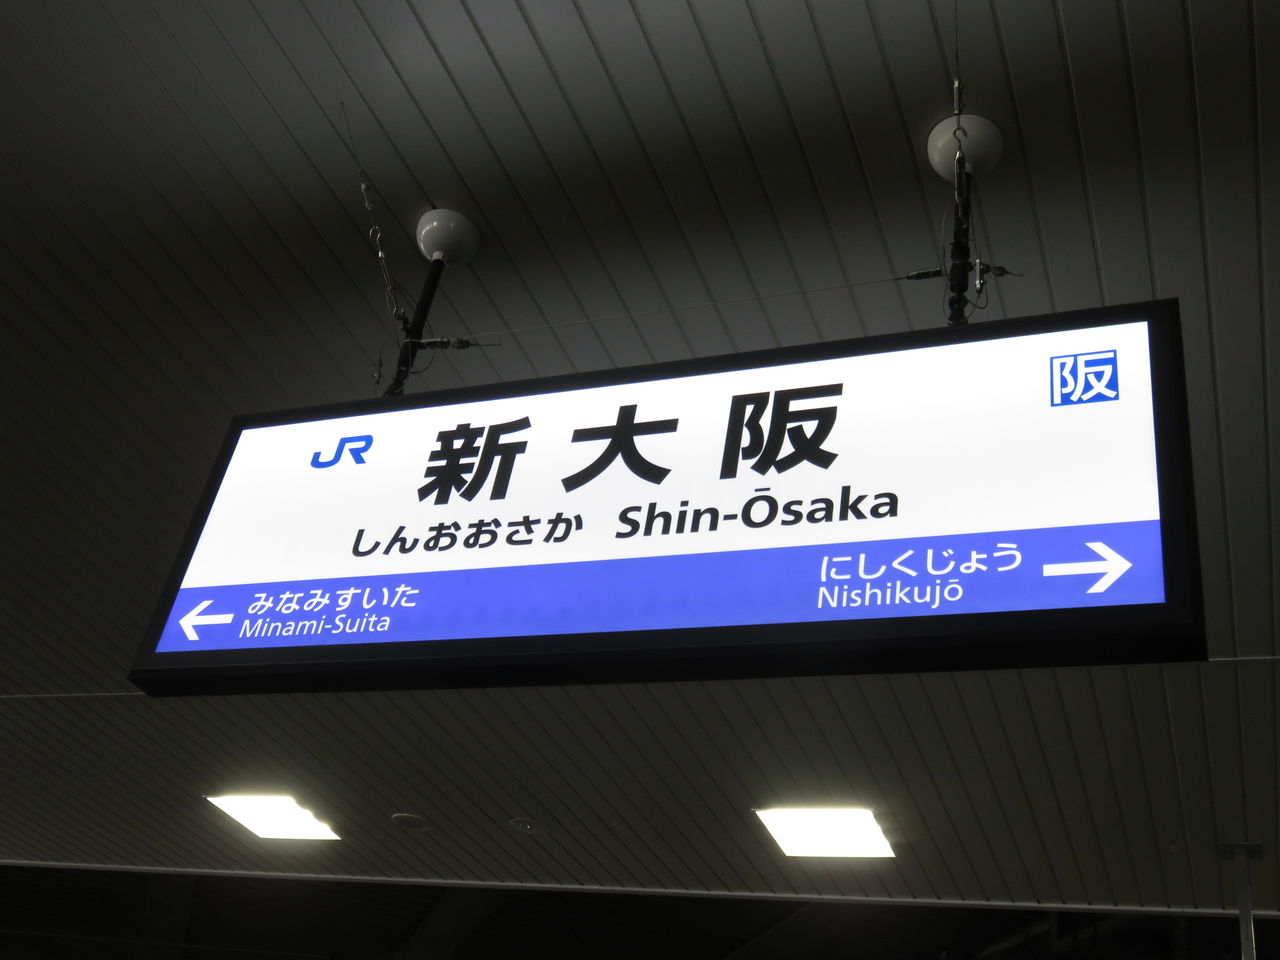 JR
新大阪
阪
しんおおさか Shin-Ōsaka
みなみすいた
Minami-Suita
にしくじょう
Nishikujō